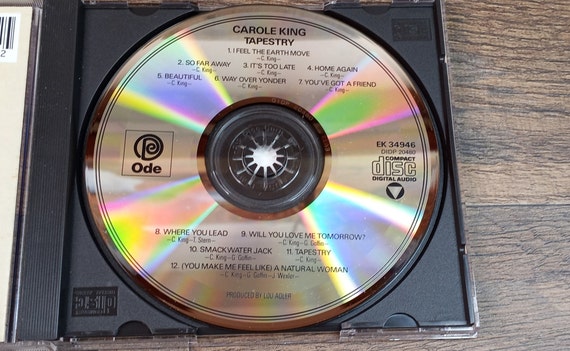 CAROLE KING
TAPESTRY
1. I FEEL THE EARTH MOVE
–C. King–
2. SO FAR AWAY 3. IT'S TOO LATE 4. HOME AGAIN
–C. King– –C. King– –C. King–
5. BEAUTIFUL 6. WAY OVER YONDER 7. YOU'VE GOT A FRIEND
–C. King– –C. King– –C. King–
Ode
EK 34946
DIDP 20480
COMPACT
disc
DIGITAL AUDIO
8. WHERE YOU LEAD 9. WILL YOU LOVE ME TOMORROW?
–C. King–T. Stern– –C. King–G. Goffin–
10. SMACKWATER JACK 11. TAPESTRY
–C. King–G. Goffin– –C. King–
12. (YOU MAKE ME FEEL LIKE) A NATURAL WOMAN
–C. King–G. Goffin–J. Wexler–
PRODUCED BY LOU ADLER